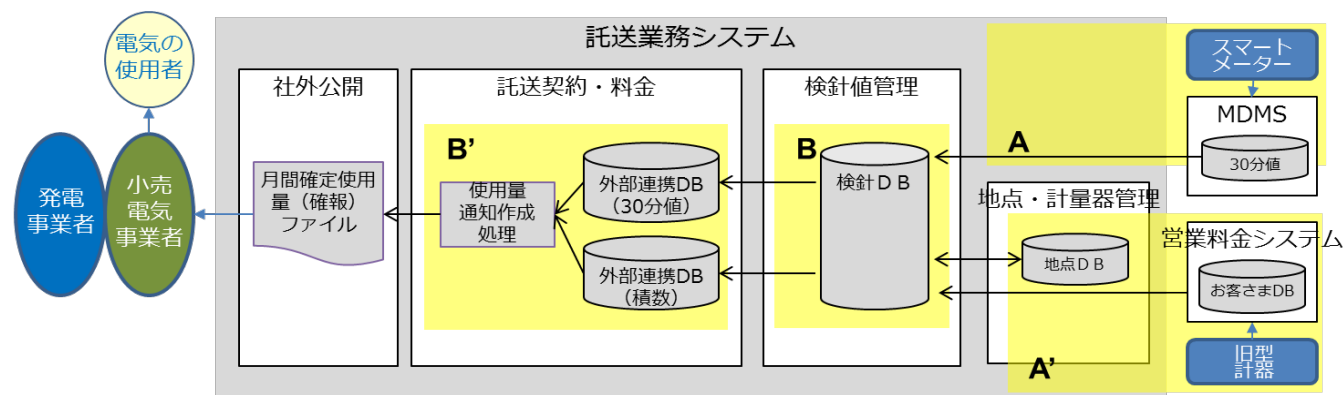 託送業務システム
電気の
使用者
発電
事業者
小売
電気
事業者
社外公開
月間確定使用
量（確報）
ファイル
託送契約・料金
B’
使用量
通知作成
処理
外部連携DB
（30分値）
外部連携DB
（積数）
検針値管理
B
検針ＤＢ
A
スマート
メーター
MDMS
30分値
地点・計量器管理
地点ＤＢ
A’
営業料金システム
お客さまDB
旧型
計器